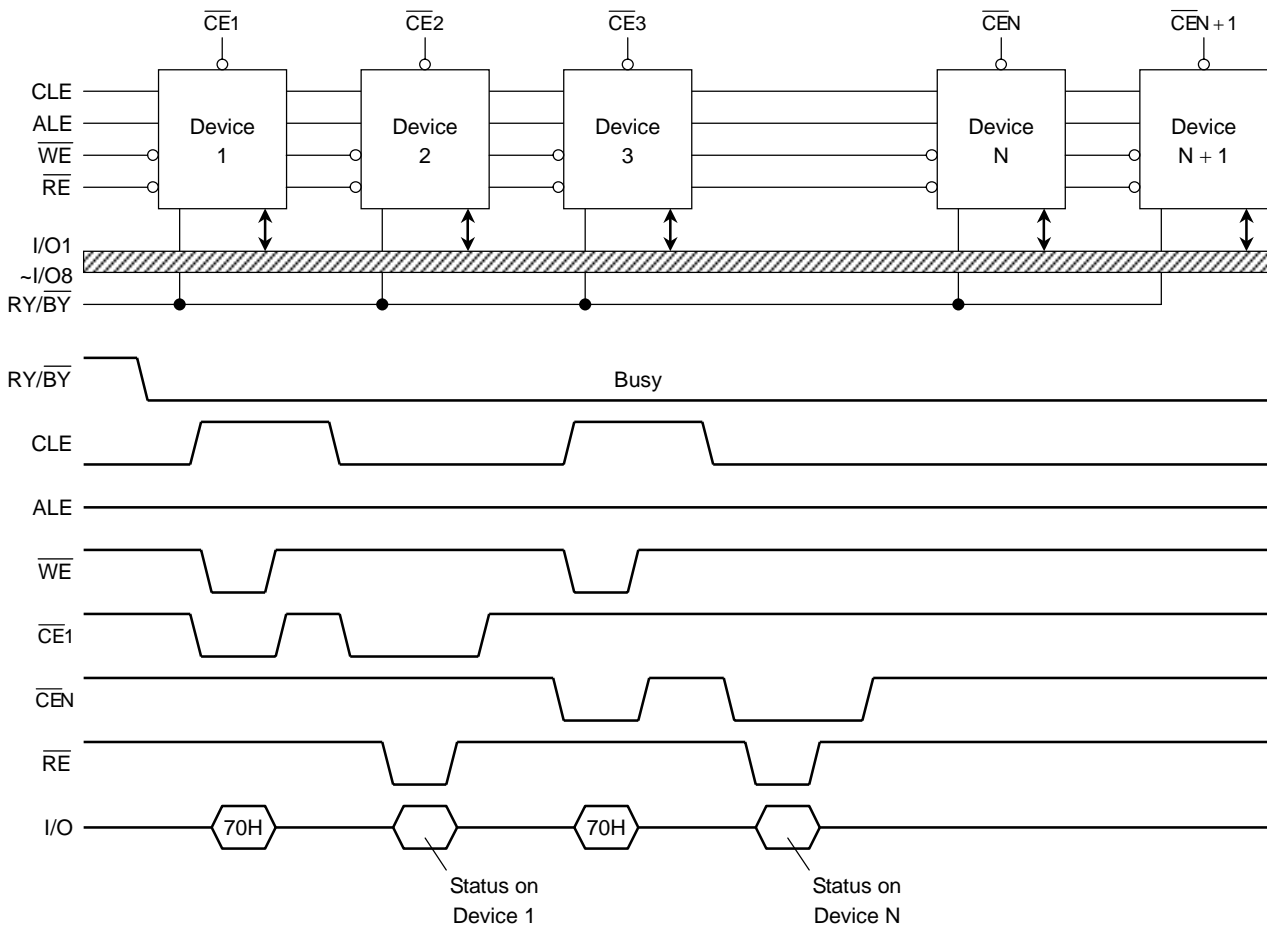 CE1 CE2 CE3 CEN CEN + 1
CLE
ALE
WE
RE
Device
1
Device
2
Device
3
Device
N
Device
N + 1
I/O1
~I/O8
RY/BY
RY/BY
Busy
CLE
ALE
WE
CE1
CEN
RE
I/O
70H
70H
Status on
Device 1
Status on
Device N